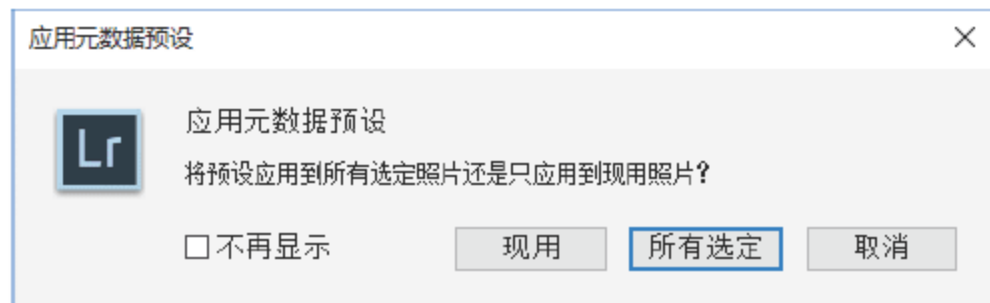 应用元数据预设
Lr
应用元数据预设
将预设应用到所有选定照片还是只应用到现用照片?
不再显示 现用 所有选定 取消